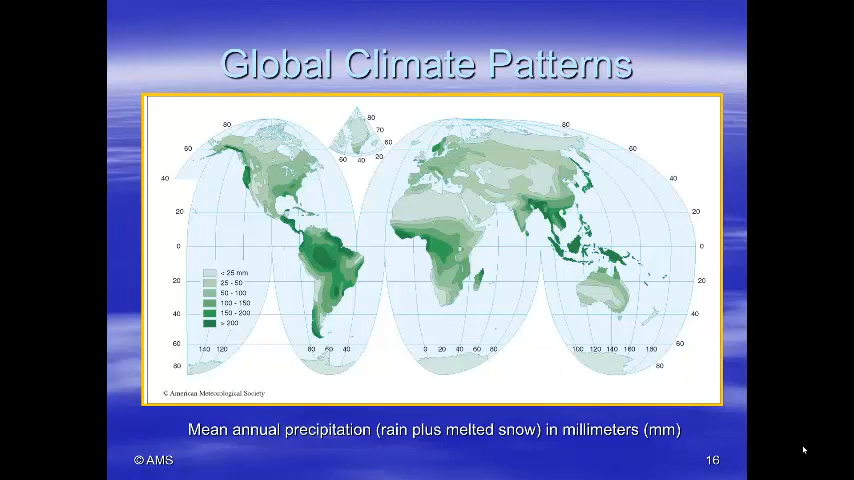 Global Climate Patterns
80
80
80
70
60
60
60
60
40
20
40
40
20
20
0
0
< 25 mm
25 - 50
50 - 100
100 - 150
150 - 200
> 200
20
20
40
40
60
140 120
80 60 40
0 20 40 60 80
100 120 140 160 180
60
80
80
© American Meteorological Society
Mean annual precipitation (rain plus melted snow) in millimeters (mm)
© AMS
16